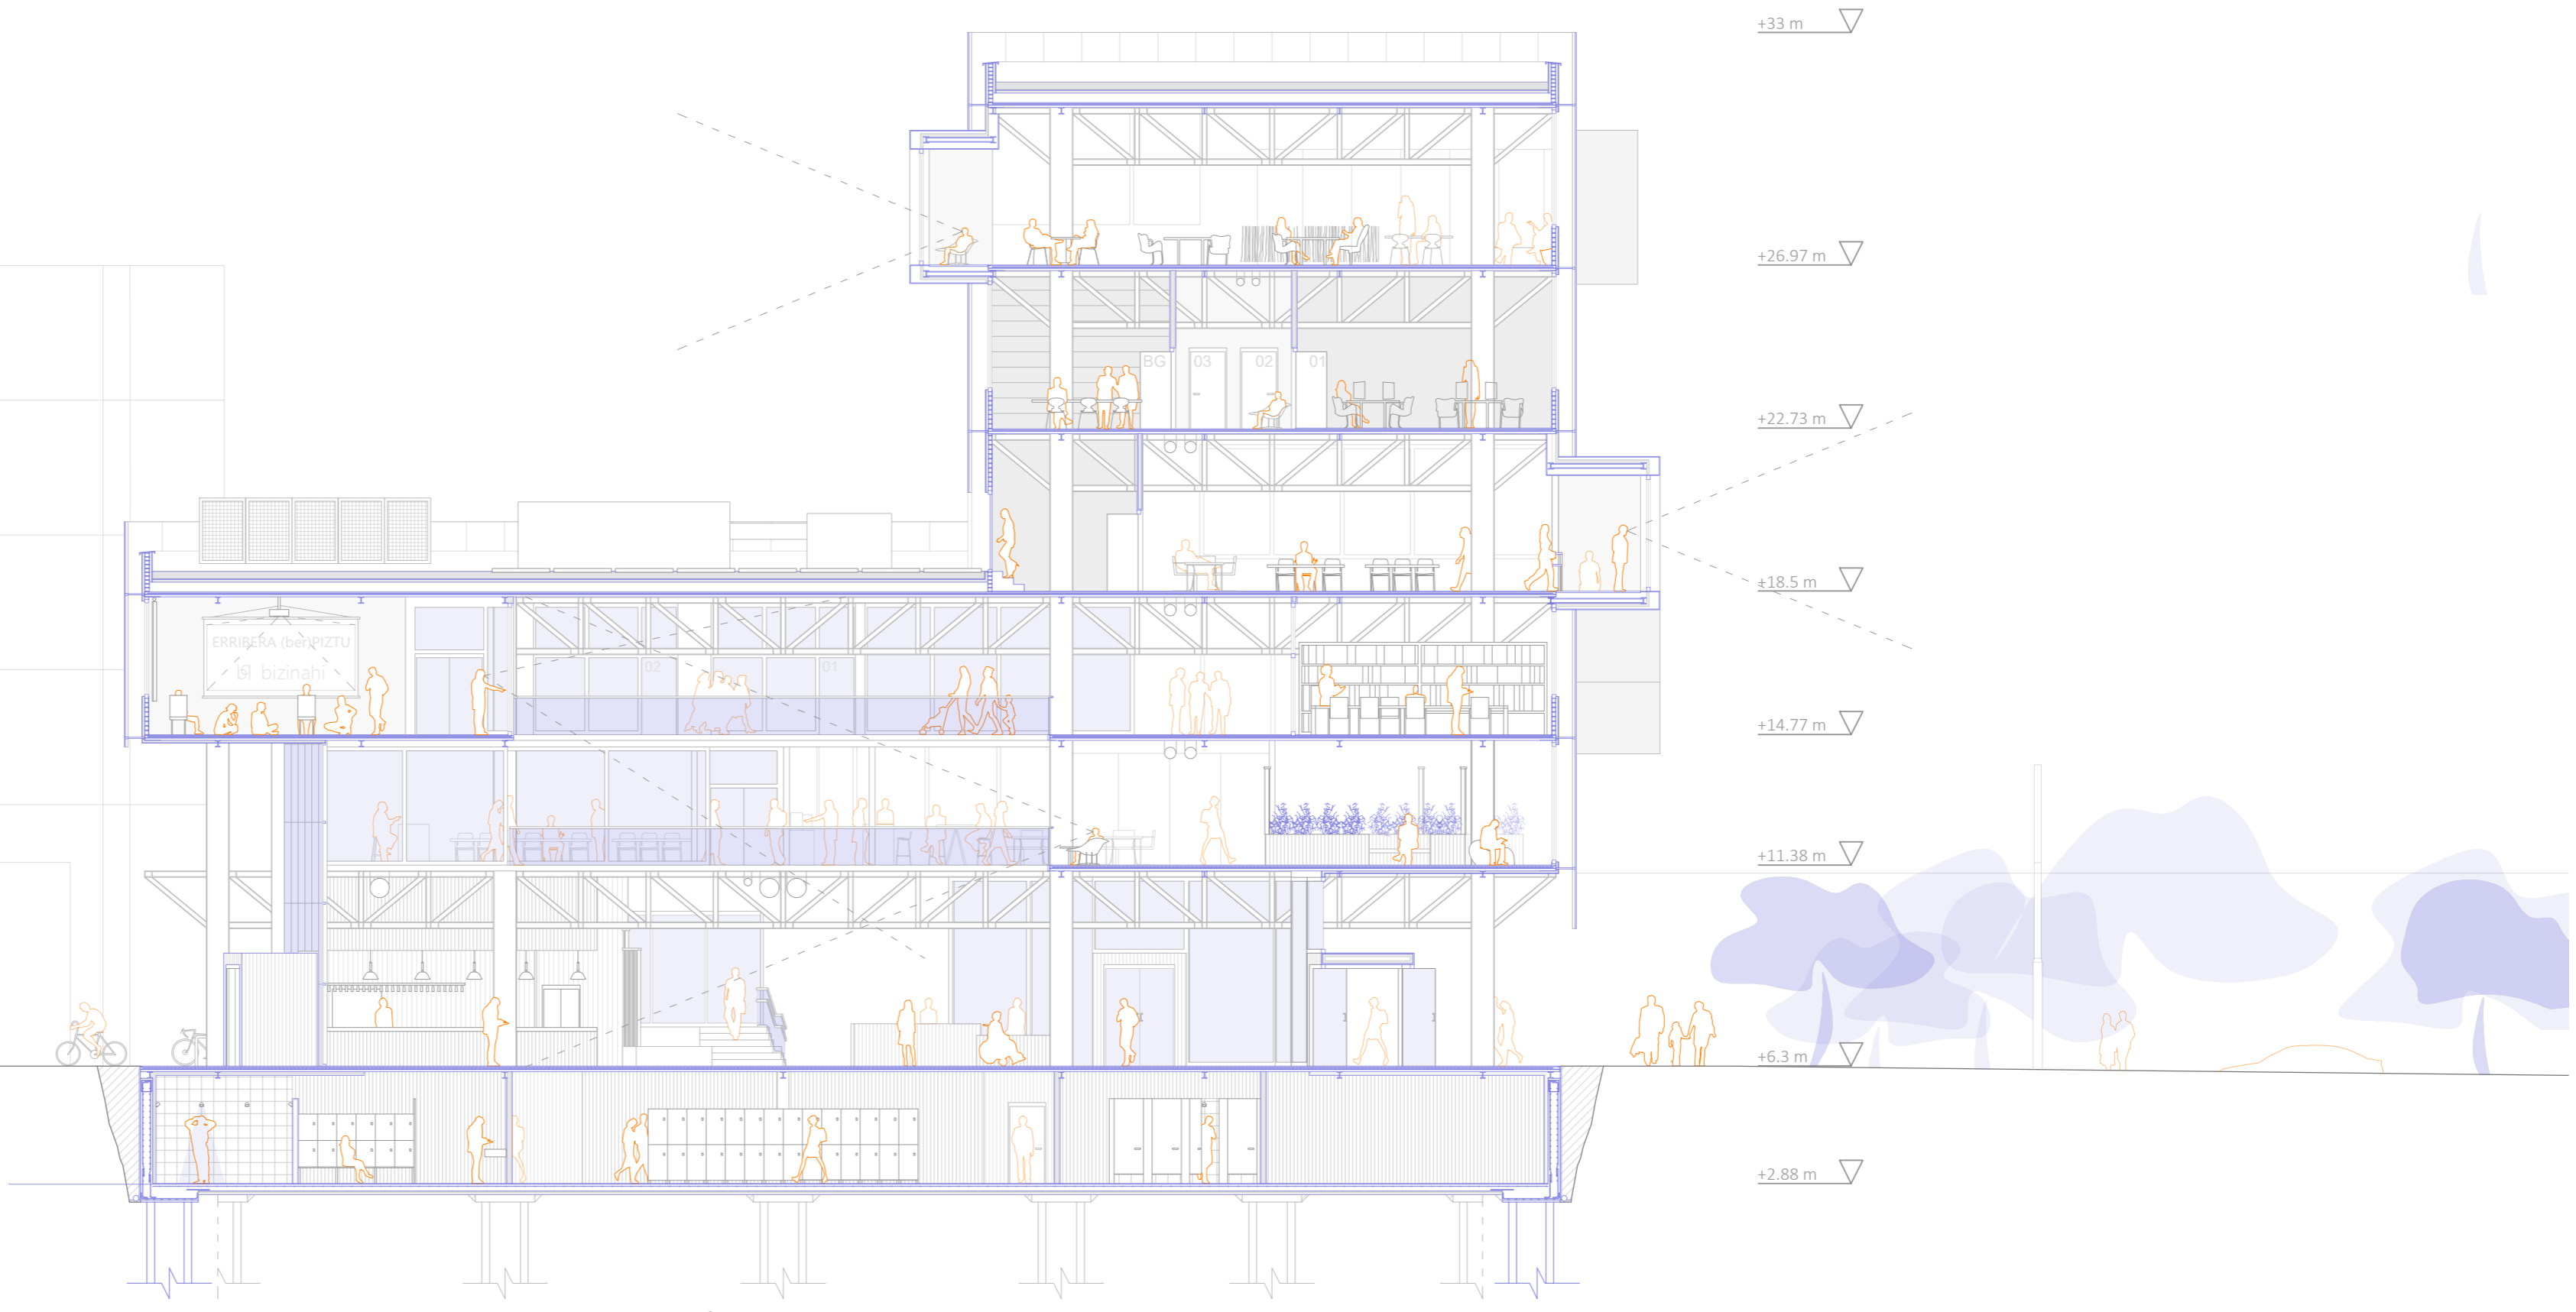 +33 m
+26.97 m
BG 03 02 01
+22.73 m
+18.5 m
ERRIBERA (ber)PIZTU
bizinahi
02 01
+14.77 m
+11.38 m
+6.3 m
+2.88 m